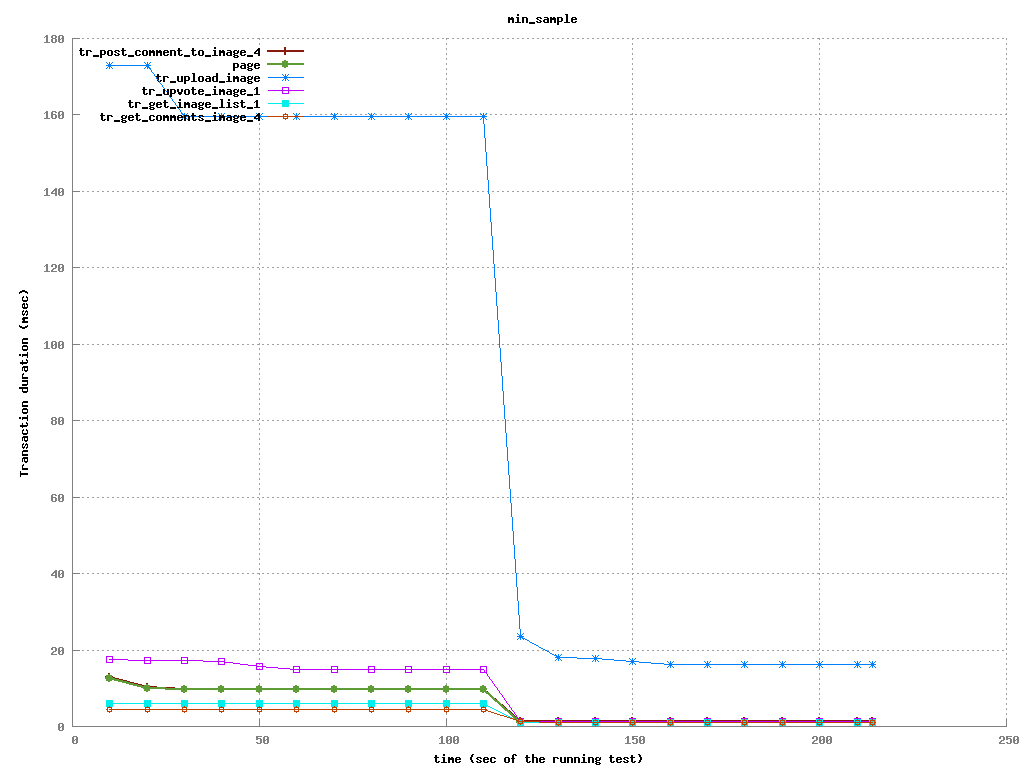 min_sample
180
160
140
120
100
80
60
40
20
0
tr_post_comment_to_image_4
page
tr_upload_image
tr_upvote_image_1
tr_get_image_list_1
tr_get_comments_image_4
Transaction duration (msec)
0 50 100 150 200 250
time (sec of the running test)